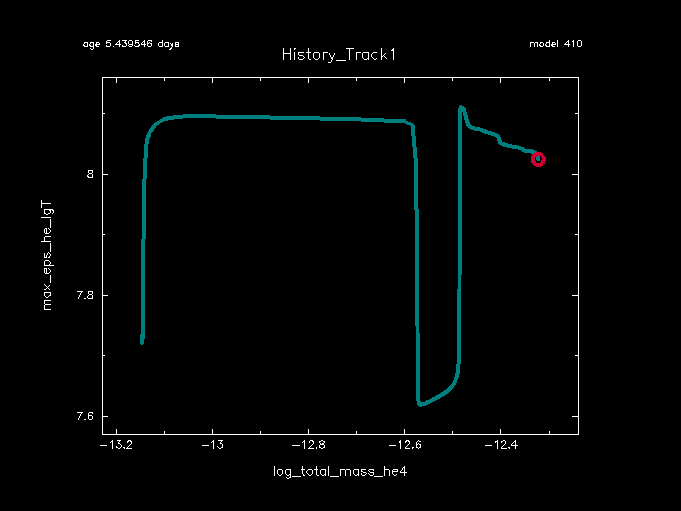 age 5.439546 days
model 410
History_Track1
max_eps_he_lgT
8
7.8
7.6
-13.2
-13
-12.8
-12.6
-12.4
log_total_mass_he4